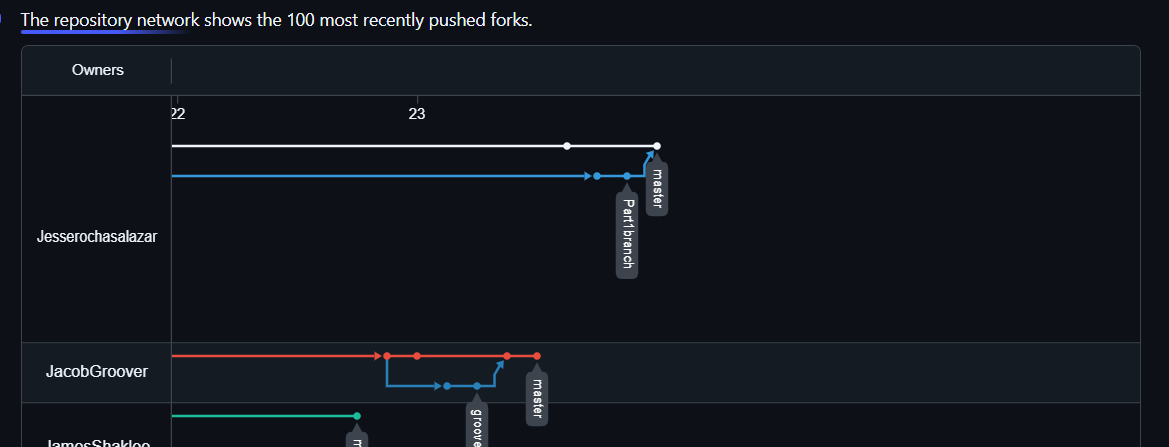 The repository network shows the 100 most recently pushed forks.
Owners
22
23
Jesserochasalazar
master
Part1branch
JacobGroover
master
groove
JamesShaklee
m